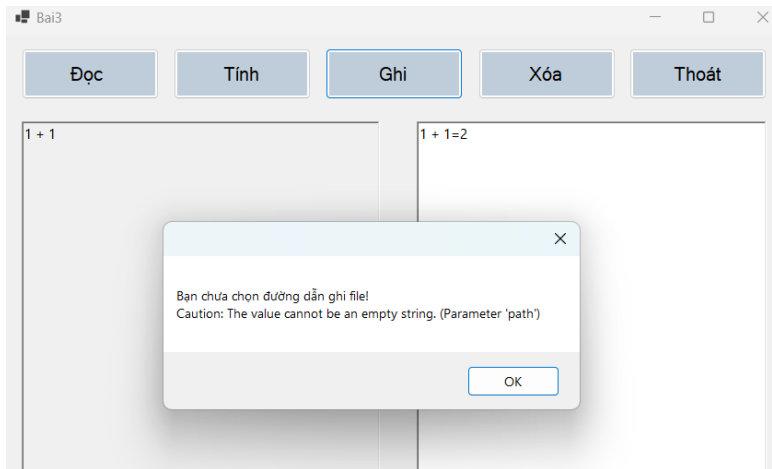 Bai3
Đọc
Tính
Ghi
Xóa
Thoát
1 + 1
1 + 1=2
Bạn chưa chọn đường dẫn ghi file!
Caution: The value cannot be an empty string. (Parameter 'path')
OK